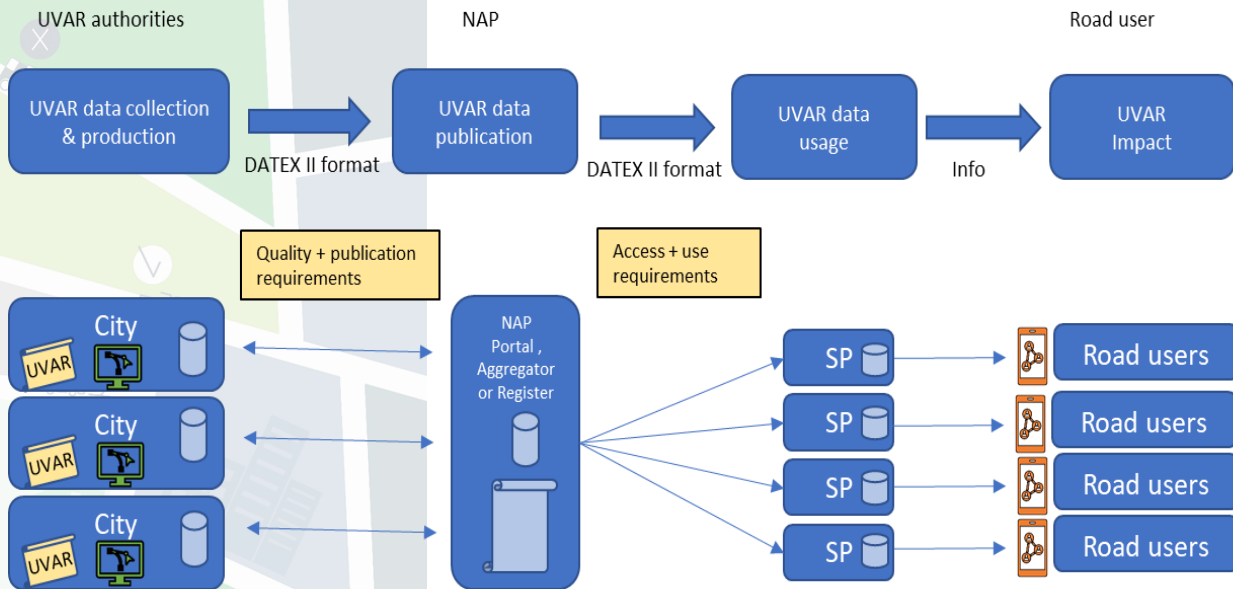 UVAR authorities
NAP
Road user
UVAR data collection
& production
UVAR data
publication
UVAR data
usage
UVAR
Impact
DATEX II format
DATEX II format
Info
Quality + publication
requirements
Access + use
requirements
City
UVAR
City
UVAR
City
UVAR
NAP
Portal ,
Aggregator
or Register
SP
Road users
SP
Road users
SP
Road users
SP
Road users